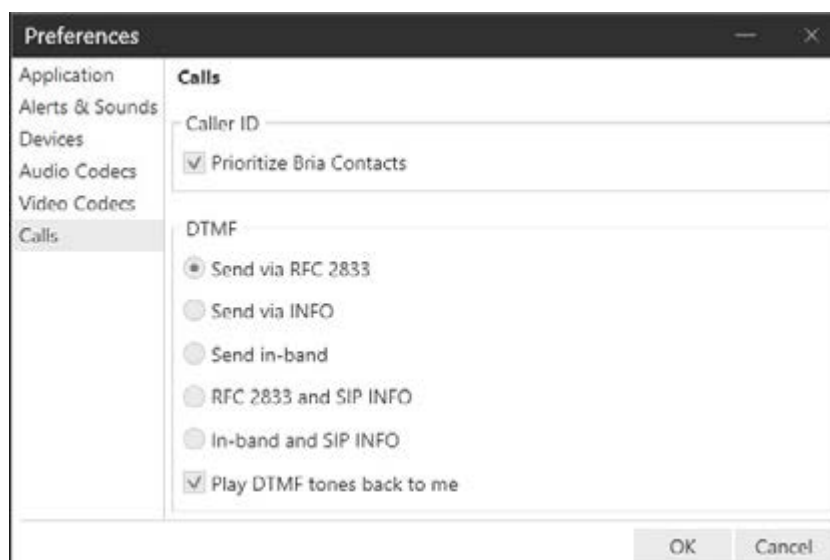 Preferences
Application
Alerts & Sounds
Devices
Audio Codecs
Video Codecs
Calls
Calls
Caller ID
Prioritize Bria Contacts
DTMF
Send via RFC 2833
Send via INFO
Send in-band
RFC 2833 and SIP INFO
In-band and SIP INFO
Play DTMF tones back to me
OK
Cancel